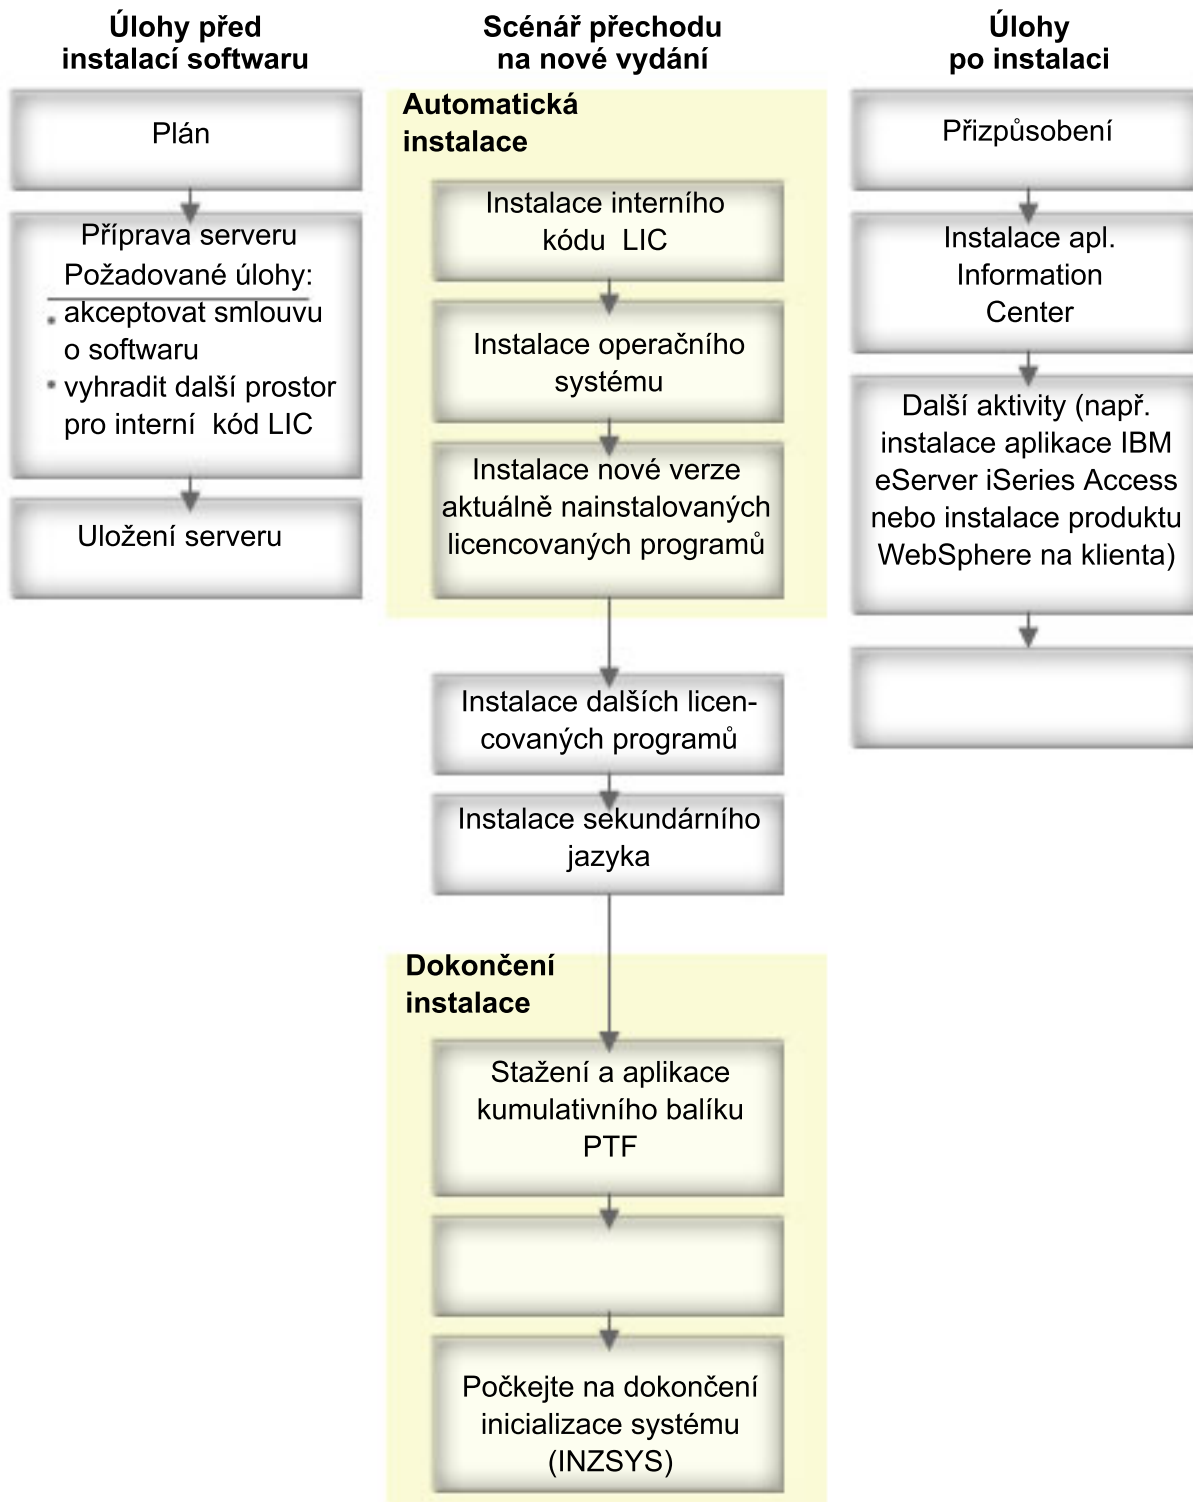 Úlohy před
instalací softwaru
Plán
Příprava serveru
Požadované úlohy:
• akceptovat smlouvu
o softwaru
• vyhradit další prostor
pro interní kód LIC
Uložení serveru
Scénář přechodu
na nové vydání
Automatická
instalace
Instalace interního
kódu LIC
Instalace operačního
systému
Instalace nové verze
aktuálně nainstalovaných
licencovaných programů
Instalace dalších licen-
covaných programů
Instalace sekundárního
jazyka
Dokončení
instalace
Stažení a aplikace
kumulativního balíku
PTF
Počkejte na dokončení
inicializace systému
(INZSYS)
Úlohy
po instalaci
Přizpůsobení
Instalace apl.
Information
Center
Další aktivity (např.
instalace aplikace IBM
eServer iSeries Access
nebo instalace produktu
WebSphere na klienta)